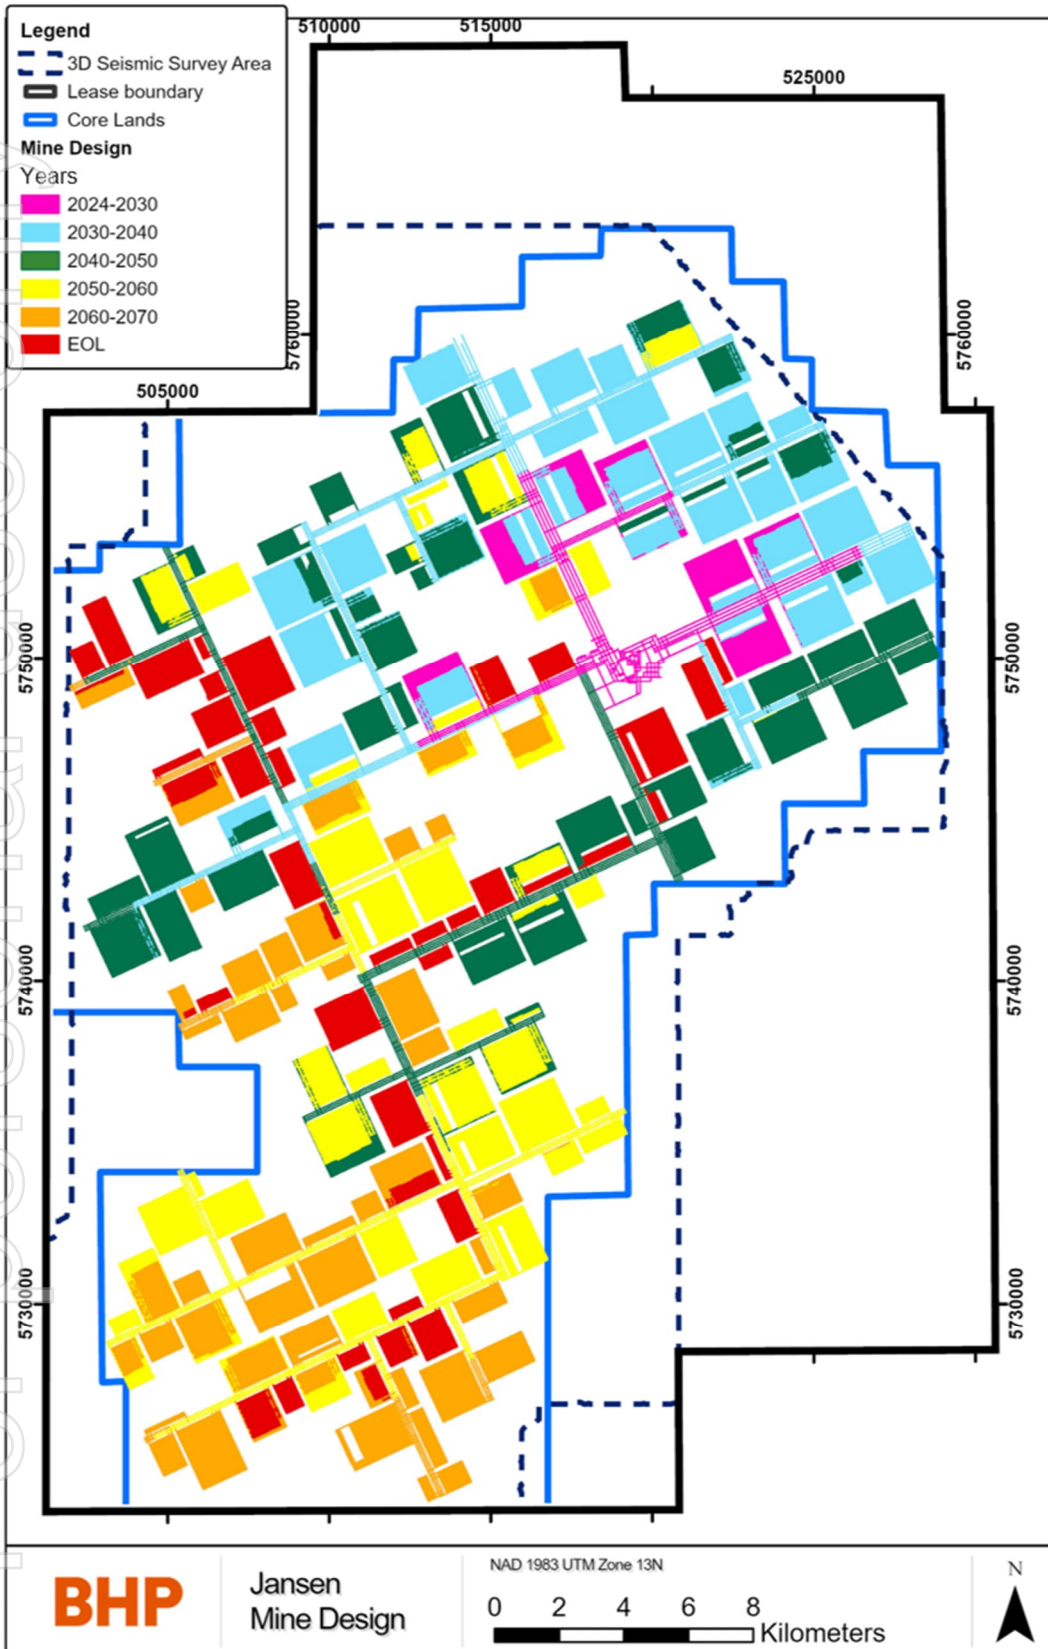 Legend
3D Seismic Survey Area
Lease boundary
Core Lands
Mine Design
Years
2024-2030
2030-2040
2040-2050
2050-2060
2060-2070
EOL
510000
515000
525000
5760000
5760000
505000
5750000
5750000
5740000
5740000
5730000
5730000
BHP
Jansen
Mine Design
NAD 1983 UTM Zone 13N
0 2 4 6 8
Kilometers
N